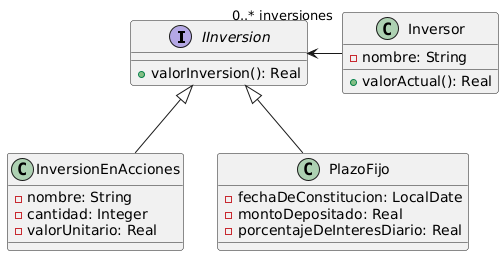 0..* inversiones
I IInversion
+ valorInversion(): Real
C Inversor
nombre: String
valorActual(): Real
C InversionEnAcciones
nombre: String
cantidad: Integer
valorUnitario: Real
C PlazoFijo
fechaDeConstitucion: LocalDate
montoDepositado: Real
porcentajeDeInteresDiario: Real